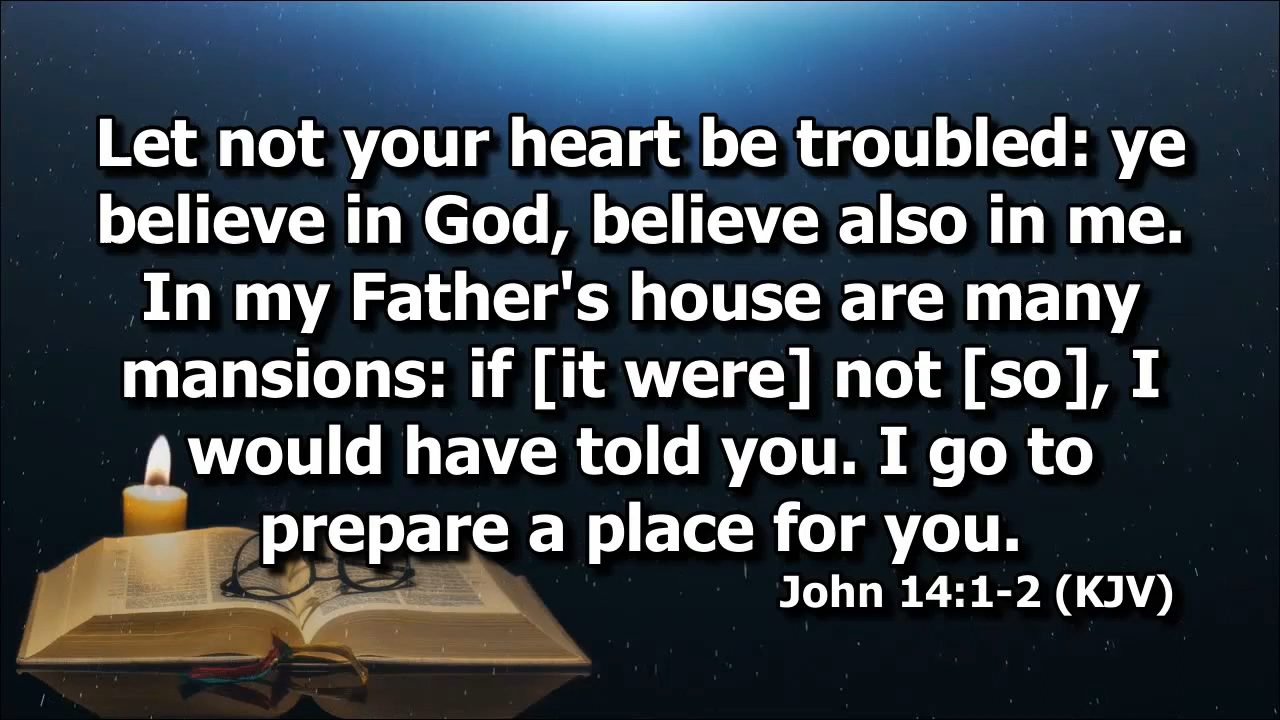 Let not your heart be troubled: ye
believe in God, believe also in me.
In my Father's house are many
mansions: if [it were] not [so], I
would have told you. I go to
prepare a place for you.
John 14:1-2 (KJV)